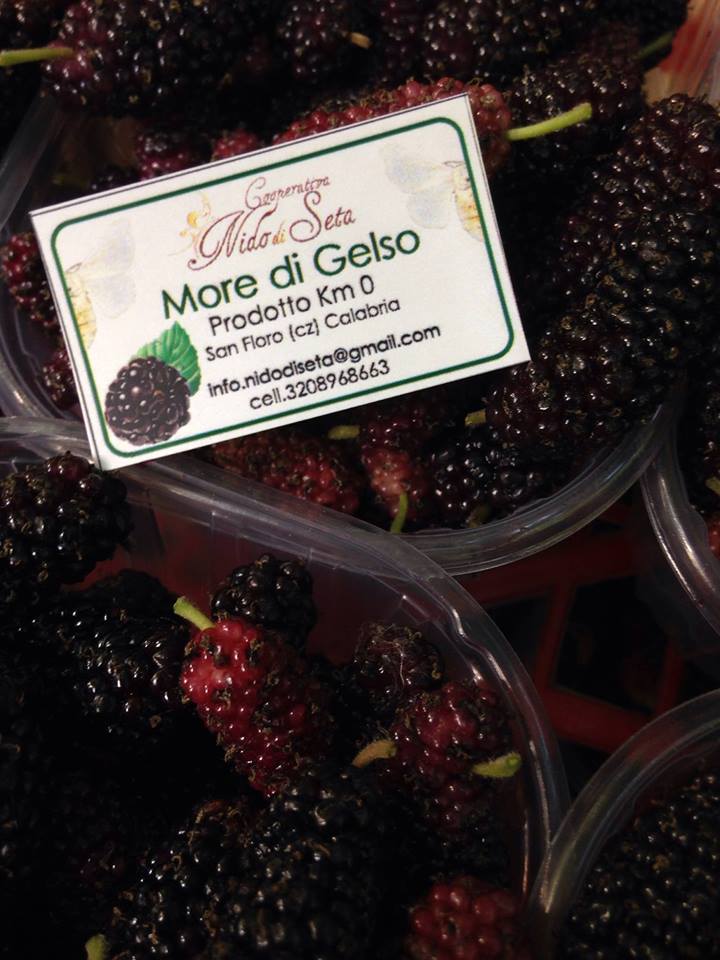 Cooperativa
Nido di Seta
More di Gelso
Prodotto Km 0
San Floro (cz) Calabria
info.nidodiseta@gmail.com
cell.3208968663